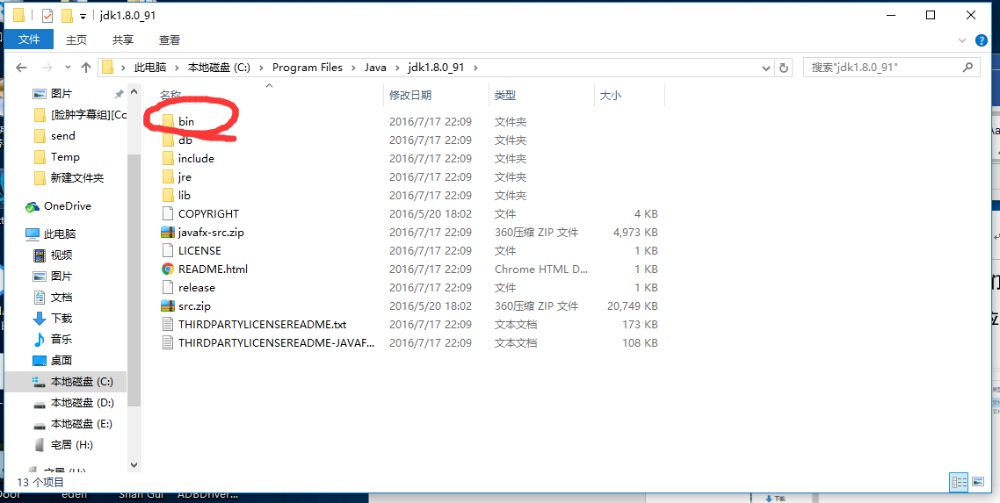 jdk1.8.0_91
文件 主页 共享 查看
此电脑 本地磁盘 (C:) Program Files Java jdk1.8.0_91 搜索"jdk1.8.0_91"
图片
[脸肿字幕组][Cc
send
Temp
新建文件夹
OneDrive
此电脑
视频
图片
文档
下载
音乐
桌面
本地磁盘 (C:)
本地磁盘 (D:)
本地磁盘 (E:)
宅居 (H:)
宅居 (H:)
名称 修改日期 类型 大小
bin 2016/7/17 22:09 文件夹
db 2016/7/17 22:09 文件夹
include 2016/7/17 22:09 文件夹
jre 2016/7/17 22:09 文件夹
lib 2016/7/17 22:09 文件夹
COPYRIGHT 2016/5/20 18:02 文件 4 KB
javafx-src.zip 2016/7/17 22:09 360压缩 ZIP 文件 4,973 KB
LICENSE 2016/7/17 22:09 文件 1 KB
README.html 2016/7/17 22:09 Chrome HTML D... 1 KB
release 2016/7/17 22:09 文件 1 KB
src.zip 2016/5/20 18:02 360压缩 ZIP 文件 20,749 KB
THIRDPARTYLICENSEREADME.txt 2016/7/17 22:09 文本文档 173 KB
THIRDPARTYLICENSEREADME-JAVAF... 2016/7/17 22:09 文本文档 108 KB
13 个项目
Door eden Shan Gui ADBDriver...
下载